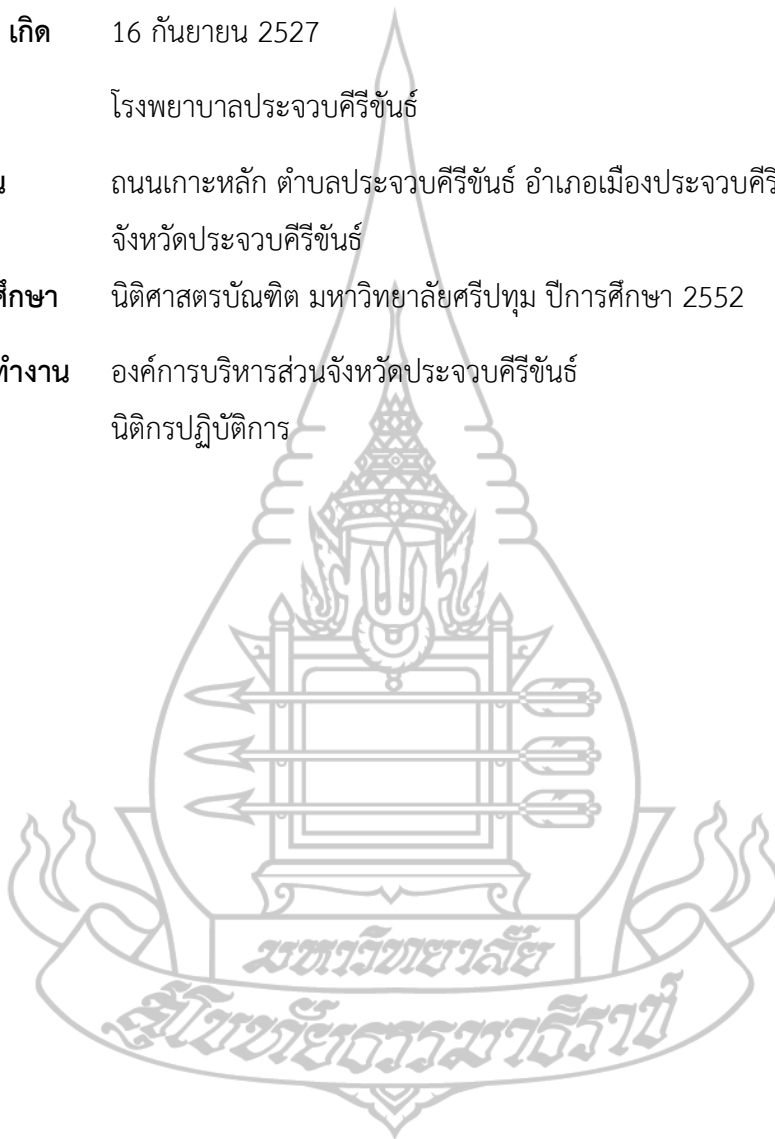 เกิด 16 กันยายน 2527
โรงพยาบาลประจวบคีรีขันธ์
ถนนเกาะหลัก ตำบลประจวบคีรีขันธ์ อำเภอเมืองประจวบคีรี
จังหวัดประจวบคีรีขันธ์
ศึกษา นิติศาสตรบัณฑิต มหาวิทยาลัยศรีปทุม ปีการศึกษา 2552
ทำงาน องค์การบริหารส่วนจังหวัดประจวบคีรีขันธ์
นิติกรปฏิบัติการ
มหาวิทยาลัย
สุโขทัยธรรมาธิราช